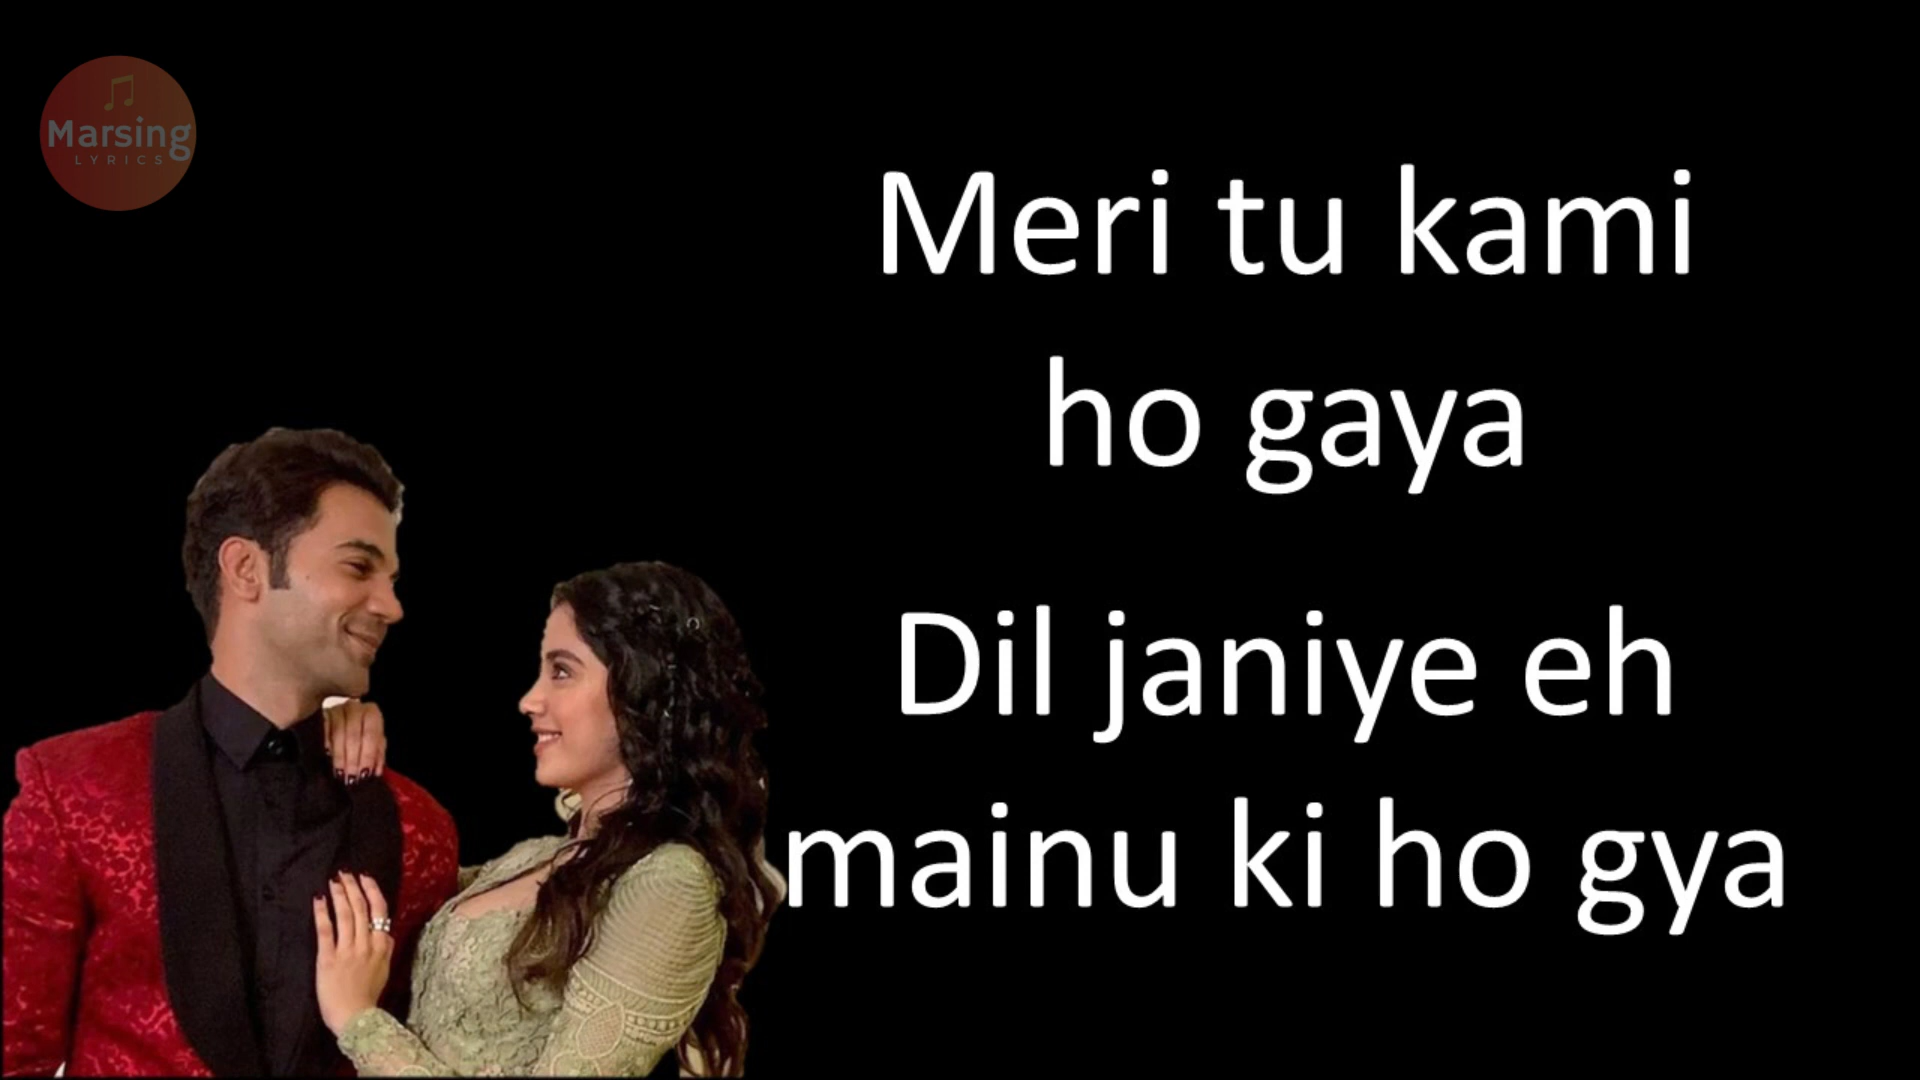 Marsing
LYRICS
Meri tu kami
ho gaya
Dil janiye eh
mainu ki ho gya